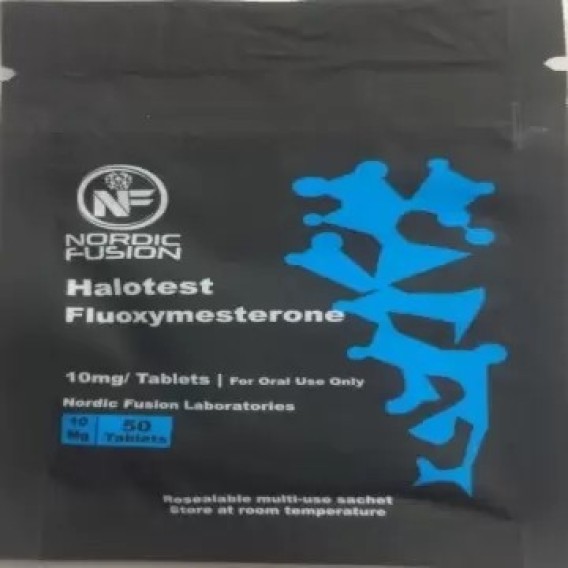 NF
NORDIC
FUSION
Halotest
Fluoxymesterone
10mg/ Tablets | For Oral Use Only
Nordic Fusion Laboratories
10 Mg
50 Tablets
Resealable multi-use sachet
Store at room temperature